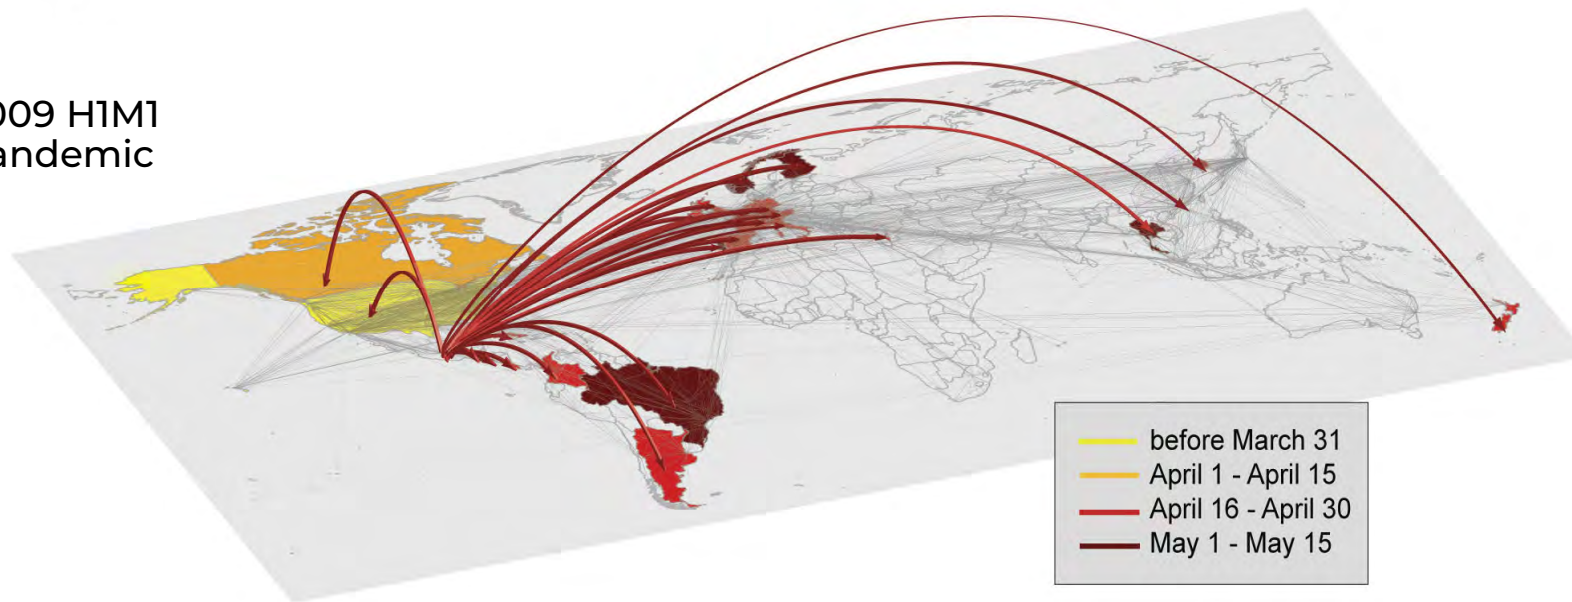 009 H1M1
andemic
before March 31
April 1 - April 15
April 16 - April 30
May 1 - May 15